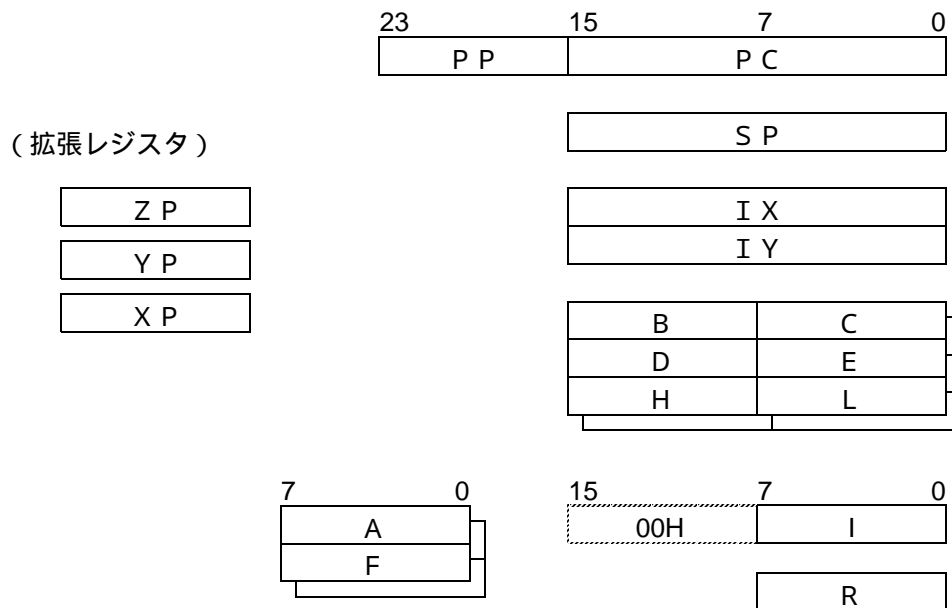 23 15 7 0
ＰＰ ＰＣ
ＳＰ
(拡張レジスタ)
ＺＰ ＩＸ
ＹＰ ＩＹ
ＸＰ
B C
D E
H L
7 0 15 7 0
A 00H I
F
R